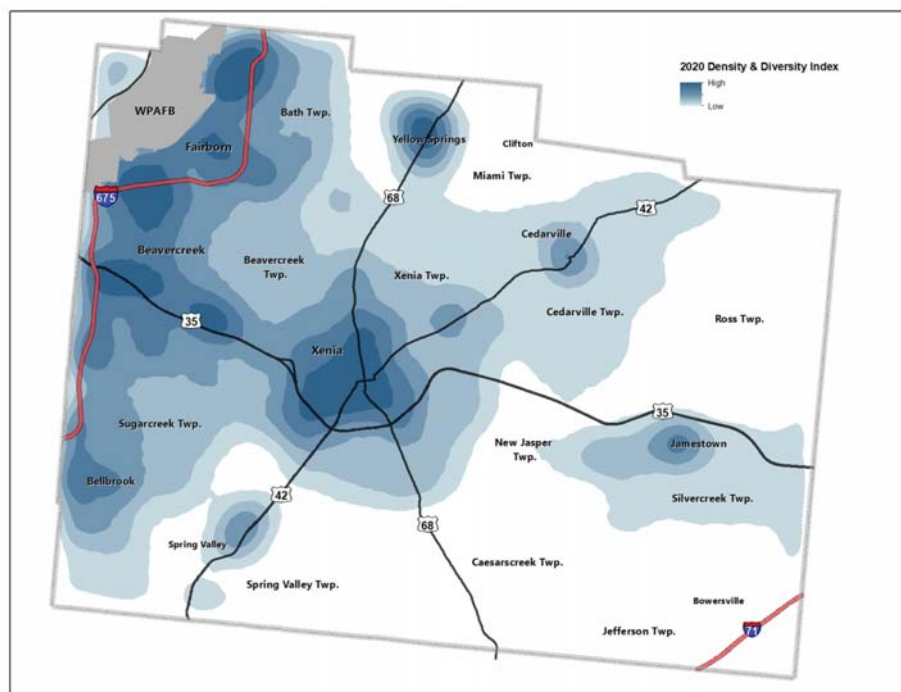 2020 Density & Diversity Index
High
Low
WPAFB
Bath Twp.
Fairborn
Yellow Springs
Clifton
Miami Twp.
675
68
42
Beavercreek
Beavercreek
Twp.
Cedarville
Xenia Twp.
Cedarville Twp.
Ross Twp.
35
Xenia
35
Sugarcreek Twp.
New Jasper
Twp.
Jamestown
Bellbrook
42
Silvercreek Twp.
68
Spring Valley
Caesarscreek Twp.
Spring Valley Twp.
Bowersville
Jefferson Twp.
71